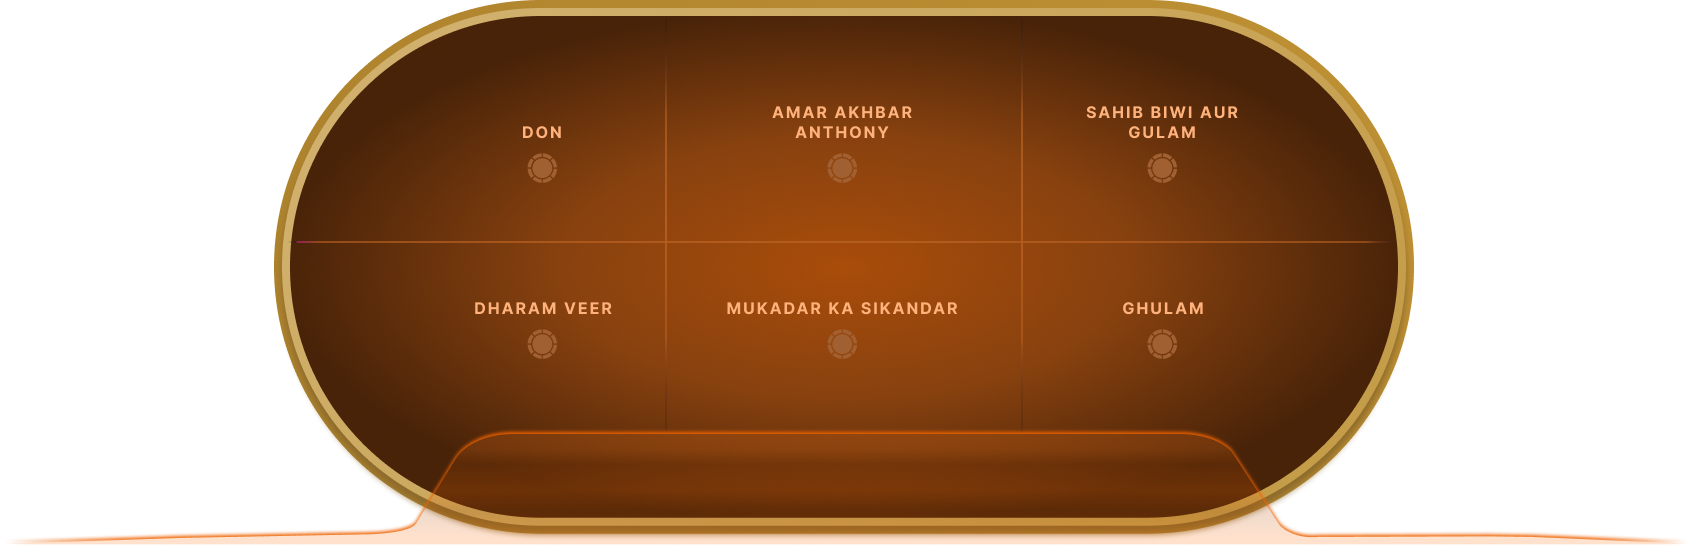 DON
AMAR AKHBAR
ANTHONY
SAHIB BIWI AUR
GULAM
DHARAM VEER
MUKADAR KA SIKANDAR
GHULAM